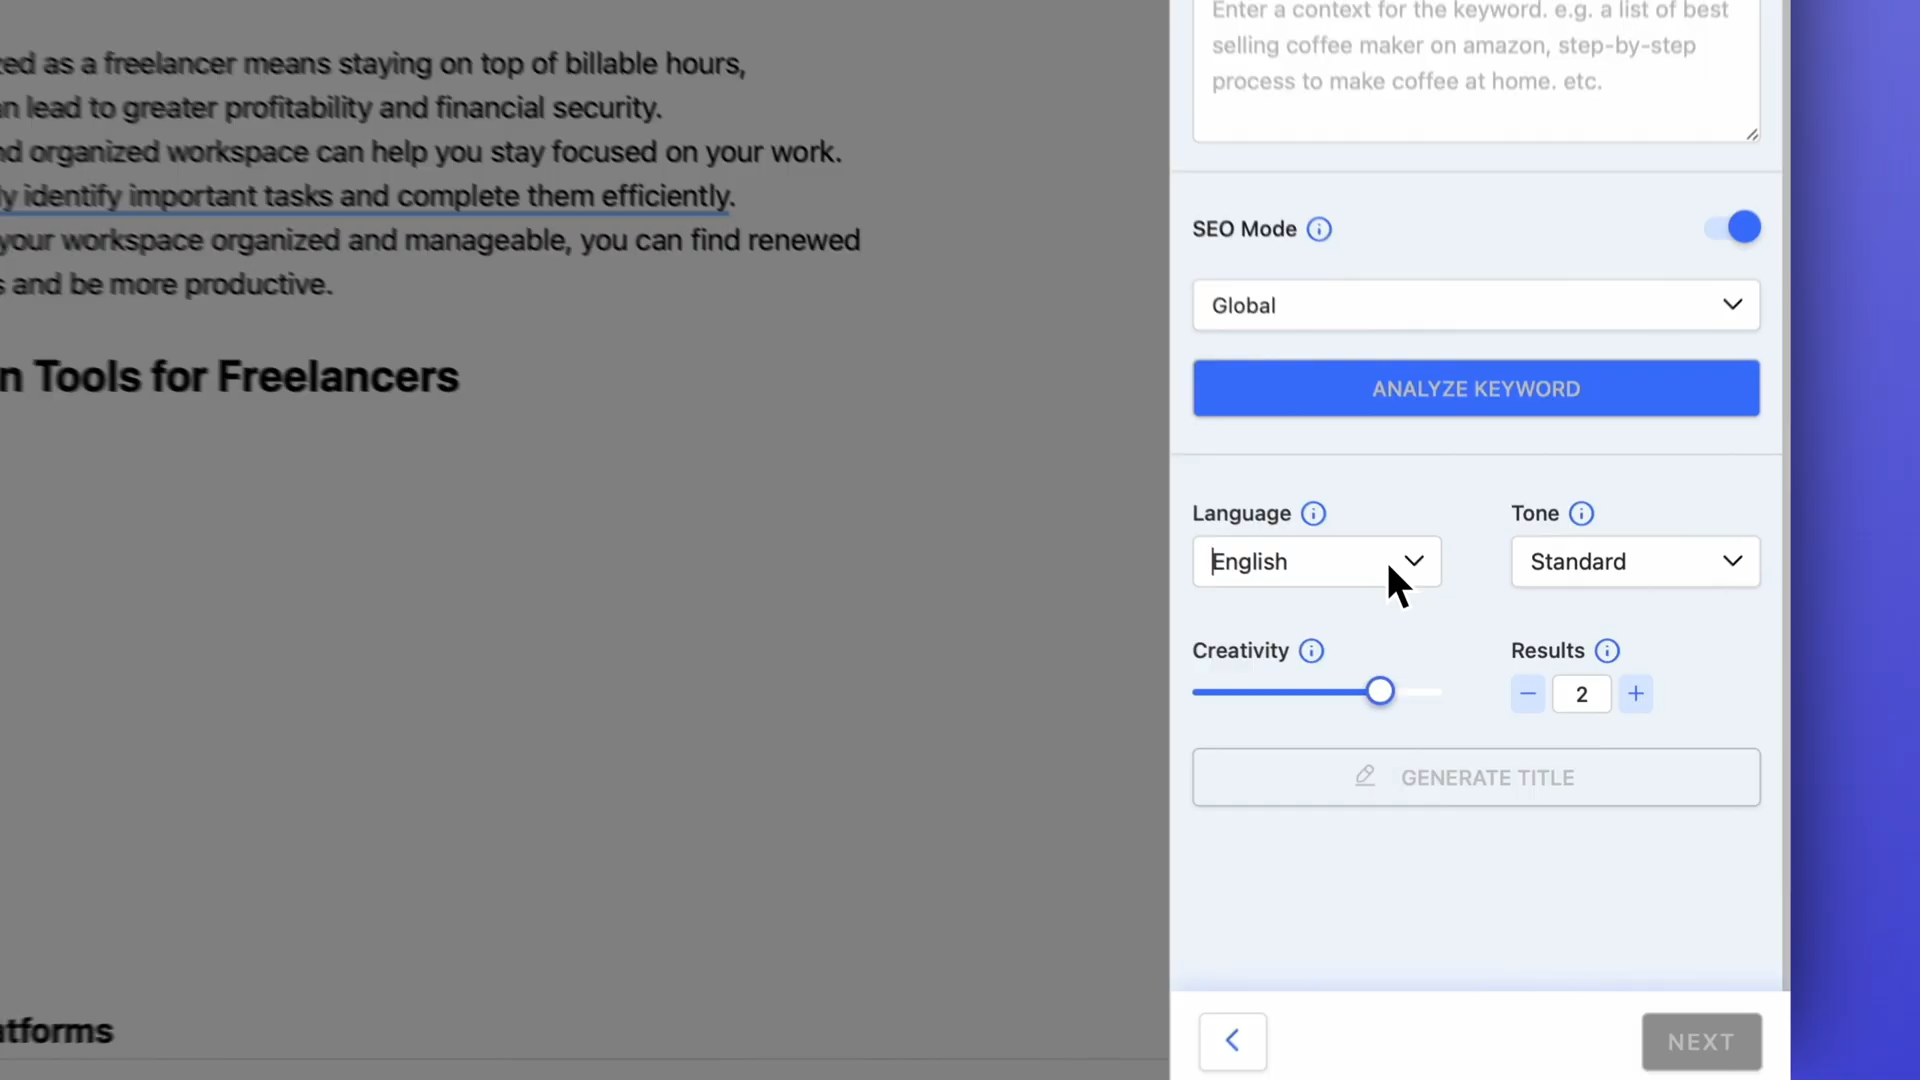 Enter a context for the keyword. e.g. a list of best
selling coffee maker on amazon, step-by-step
process to make coffee at home. etc.
ed as a freelancer means staying on top of billable hours,
n lead to greater profitability and financial security.
nd organized workspace can help you stay focused on your work.
ly identify important tasks and complete them efficiently.
your workspace organized and manageable, you can find renewed
s and be more productive.
n Tools for Freelancers
atforms
SEO Mode
Global
ANALYZE KEYWORD
Language
Tone
English
Standard
Creativity
Results
2
GENERATE TITLE
NEXT